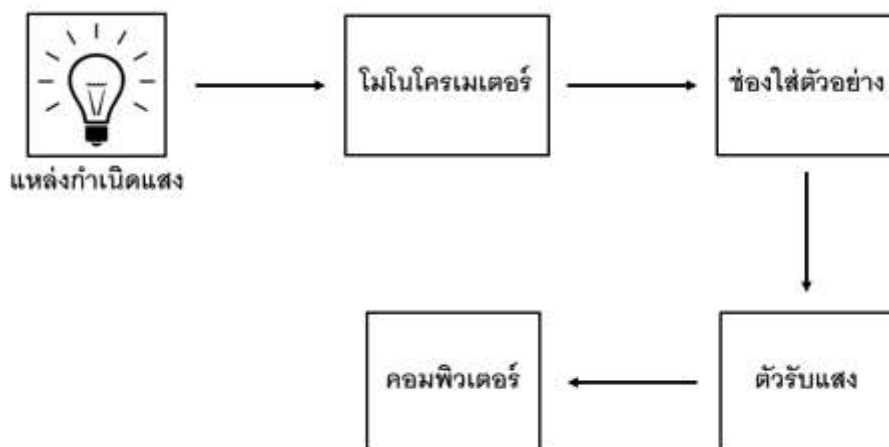 แหล่งกำเนิดแสง
โมโนโครเมเตอร์
ช่องใส่ตัวอย่าง
ตัวรับแสง
คอมพิวเตอร์